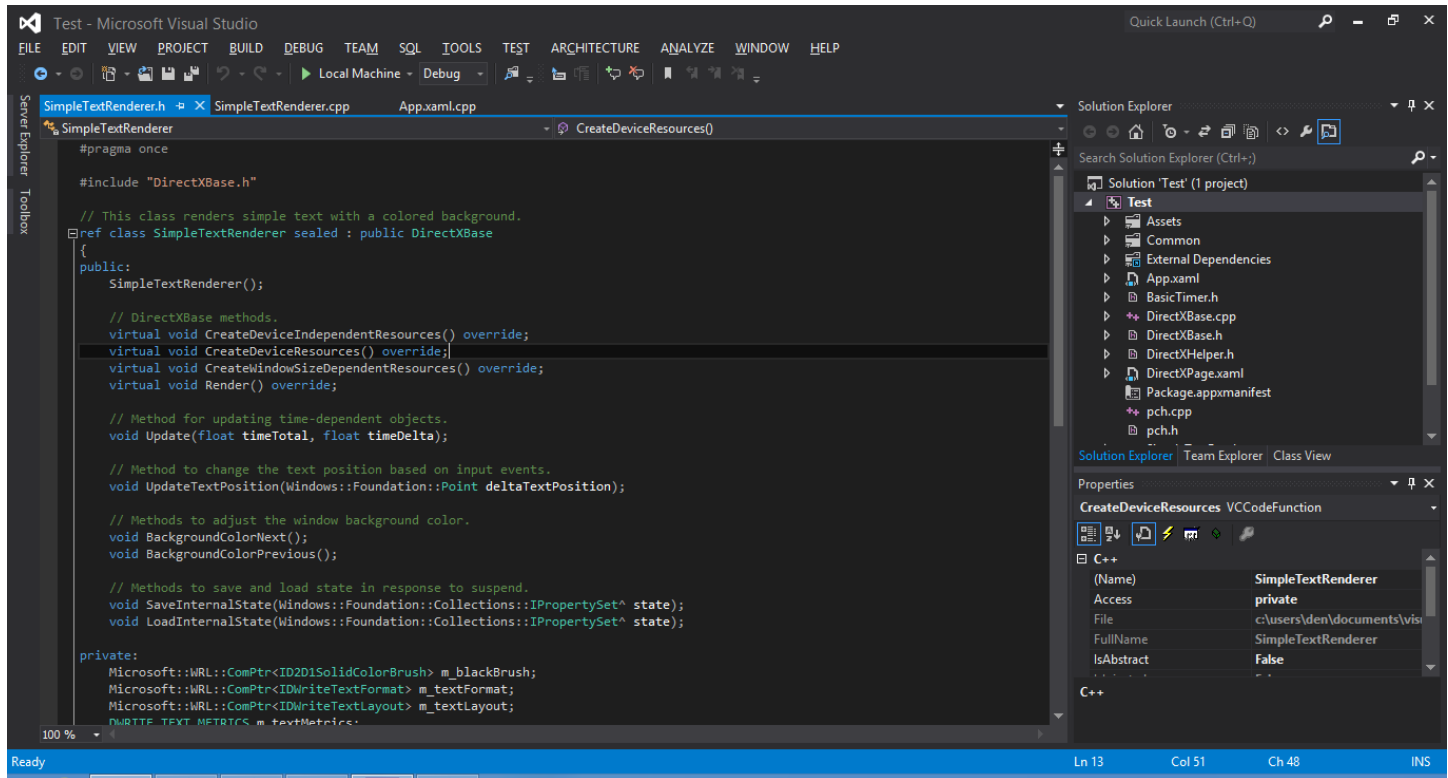 Test - Microsoft Visual Studio
Quick Launch (Ctrl+Q)
FILE EDIT VIEW PROJECT BUILD DEBUG TEAM SQL TOOLS TEST ARCHITECTURE ANALYZE WINDOW HELP
Local Machine Debug
Server Explorer
Toolbox
SimpleTextRenderer.h SimpleTextRenderer.cpp App.xaml.cpp
SimpleTextRenderer CreateDeviceResources()
#pragma once
#include "DirectXBase.h"
// This class renders simple text with a colored background.
ref class SimpleTextRenderer sealed : public DirectXBase
{
public:
SimpleTextRenderer();
// DirectXBase methods.
virtual void CreateDeviceIndependentResources() override;
virtual void CreateDeviceResources() override;
virtual void CreateWindowSizeDependentResources() override;
virtual void Render() override;
// Method for updating time-dependent objects.
void Update(float timeTotal, float timeDelta);
// Method to change the text position based on input events.
void UpdateTextPosition(Windows::Foundation::Point deltaTextPosition);
// Methods to adjust the window background color.
void BackgroundColorNext();
void BackgroundColorPrevious();
// Methods to save and load state in response to suspend.
void SaveInternalState(Windows::Foundation::Collections::IPropertySet^ state);
void LoadInternalState(Windows::Foundation::Collections::IPropertySet^ state);
private:
Microsoft::WRL::ComPtr<ID2D1SolidColorBrush> m_blackBrush;
Microsoft::WRL::ComPtr<IDWriteTextFormat> m_textFormat;
Microsoft::WRL::ComPtr<IDWriteTextLayout> m_textLayout;
DWRITE_TEXT_METRICS m_textMetrics;
100 %
Solution Explorer
Search Solution Explorer (Ctrl+;)
Solution 'Test' (1 project)
Test
Assets
Common
External Dependencies
App.xaml
BasicTimer.h
DirectXBase.cpp
DirectXBase.h
DirectXHelper.h
DirectXPage.xaml
Package.appxmanifest
pch.cpp
pch.h
Solution Explorer Team Explorer Class View
Properties
CreateDeviceResources VCCodeFunction
C++
(Name) SimpleTextRenderer
Access private
File c:\users\den\documents\visu
FullName SimpleTextRenderer
IsAbstract False
C++
Ready Ln 13 Col 51 Ch 48 INS